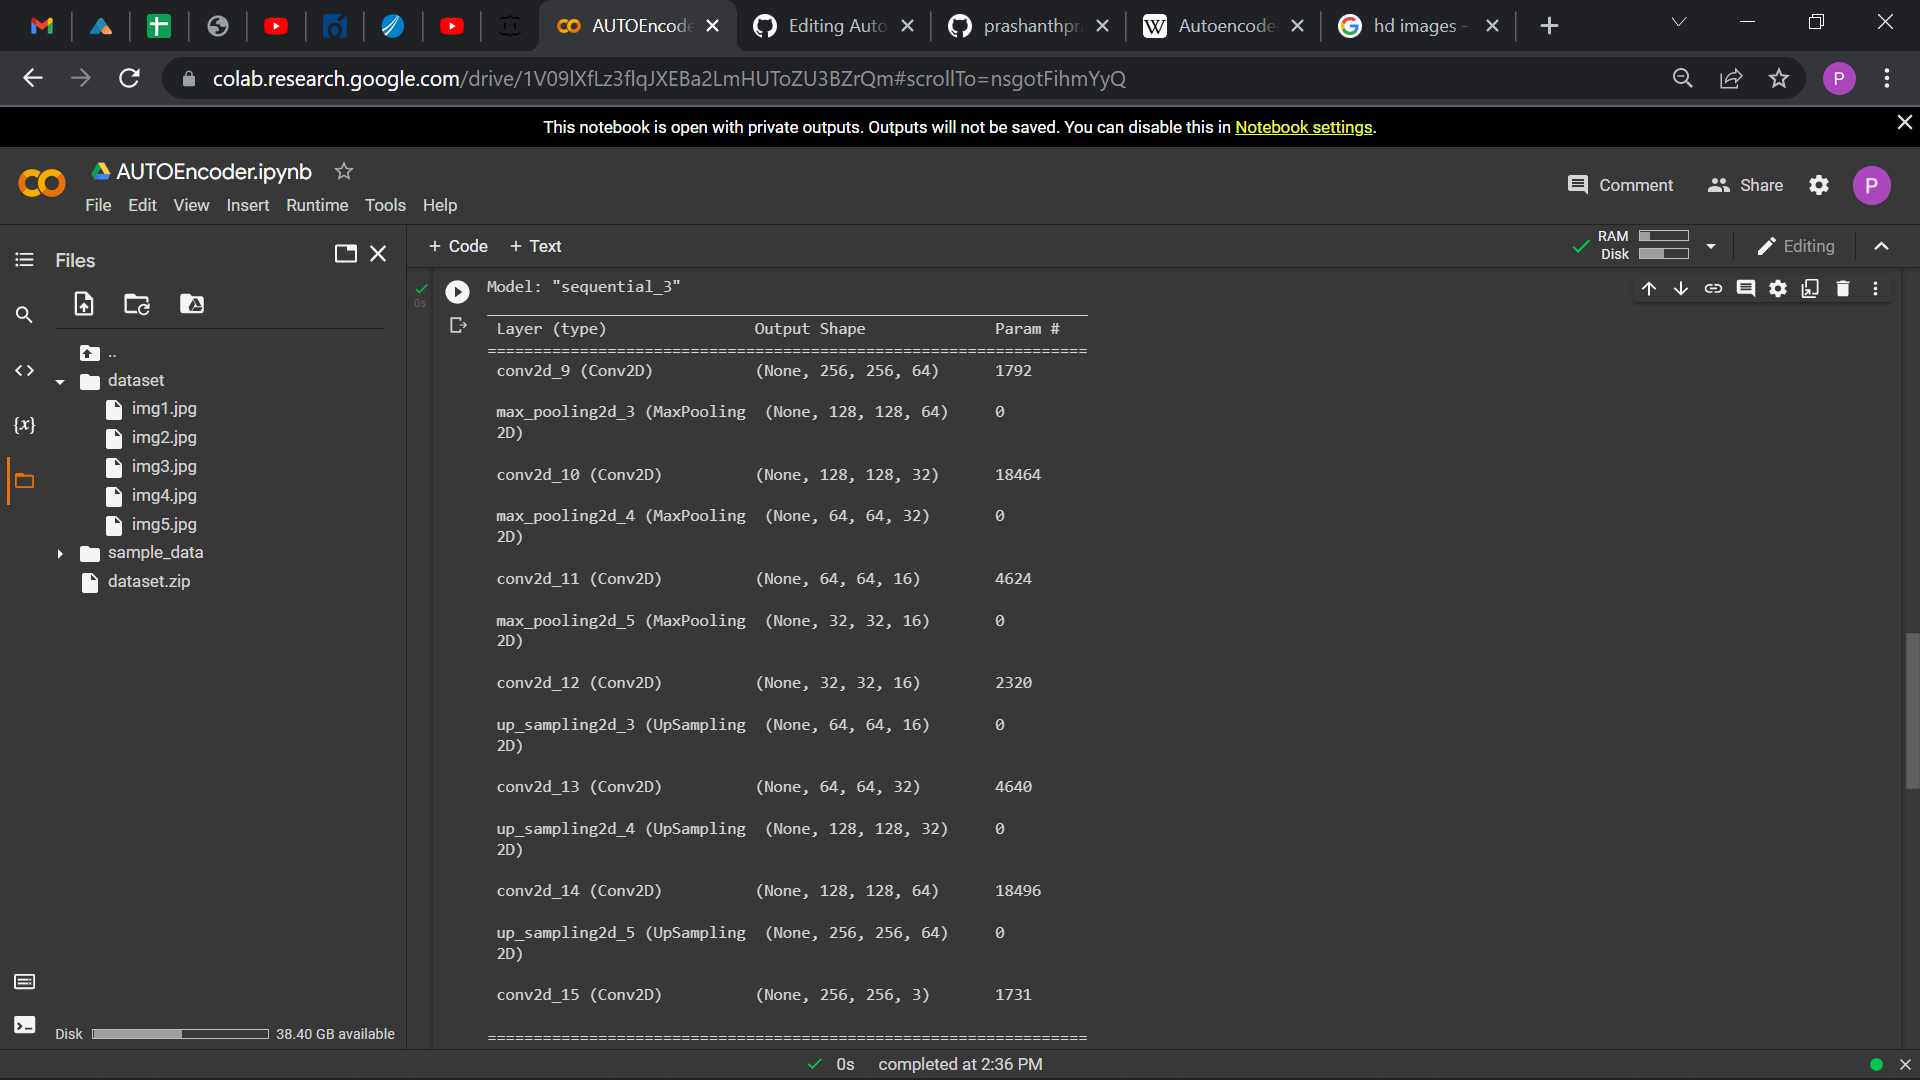 AUTOEncode
Editing Auto
prashanthpr
Autoencode
hd images -
colab.research.google.com/drive/1V09lXfLz3flqJXEBa2LmHUToZU3BZrQm#scrollTo=nsgotFihmYyQ
P
This notebook is open with private outputs. Outputs will not be saved. You can disable this in Notebook settings.
AUTOEncoder.ipynb
File Edit View Insert Runtime Tools Help
Comment Share P
Files
+ Code + Text
RAM
Disk
Editing
..
dataset
img1.jpg
img2.jpg
img3.jpg
img4.jpg
img5.jpg
sample_data
dataset.zip
Disk 38.40 GB available
{x}
0s
Model: "sequential_3"
Layer (type) Output Shape Param #
=================================================================
conv2d_9 (Conv2D) (None, 256, 256, 64) 1792
max_pooling2d_3 (MaxPooling (None, 128, 128, 64) 0
2D)
conv2d_10 (Conv2D) (None, 128, 128, 32) 18464
max_pooling2d_4 (MaxPooling (None, 64, 64, 32) 0
2D)
conv2d_11 (Conv2D) (None, 64, 64, 16) 4624
max_pooling2d_5 (MaxPooling (None, 32, 32, 16) 0
2D)
conv2d_12 (Conv2D) (None, 32, 32, 16) 2320
up_sampling2d_3 (UpSampling (None, 64, 64, 16) 0
2D)
conv2d_13 (Conv2D) (None, 64, 64, 32) 4640
up_sampling2d_4 (UpSampling (None, 128, 128, 32) 0
2D)
conv2d_14 (Conv2D) (None, 128, 128, 64) 18496
up_sampling2d_5 (UpSampling (None, 256, 256, 64) 0
2D)
conv2d_15 (Conv2D) (None, 256, 256, 3) 1731
=================================================================
0s completed at 2:36 PM